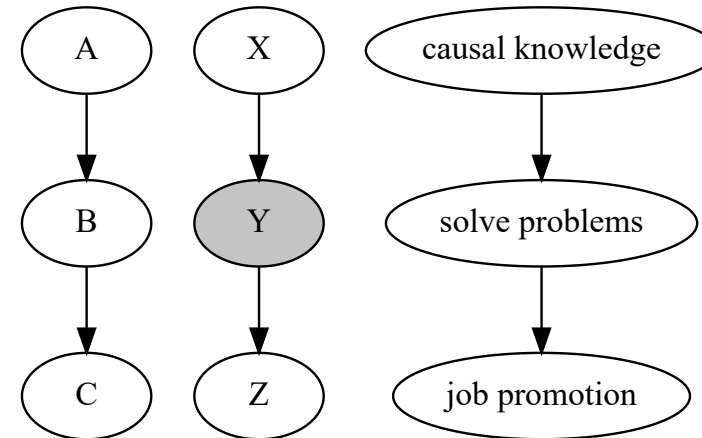 A
X
causal knowledge
B
Y
solve problems
C
Z
job promotion